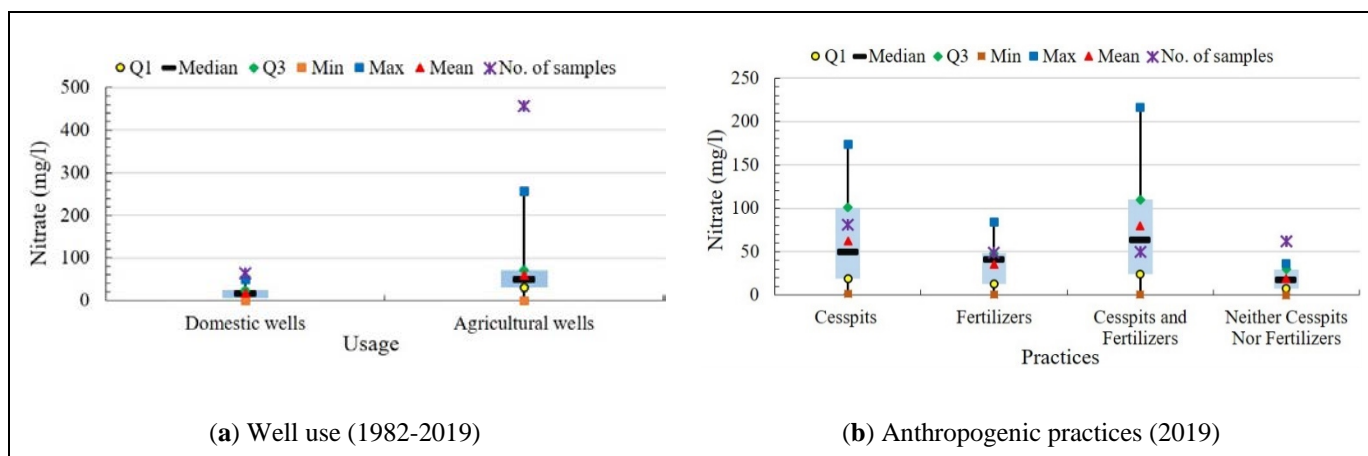 Q1 Median Q3 Min Max Mean No. of samples
500
400
300
200
100
0
Nitrate (mg/l)
Domestic wells Agricultural wells
Usage
(a) Well use (1982-2019)
Q1 Median Q3 Min Max Mean No. of samples
250
200
150
100
50
0
Nitrate (mg/l)
Cesspits Fertilizers Cesspits and Neither Cesspits
Fertilizers Nor Fertilizers
Practices
(b) Anthropogenic practices (2019)